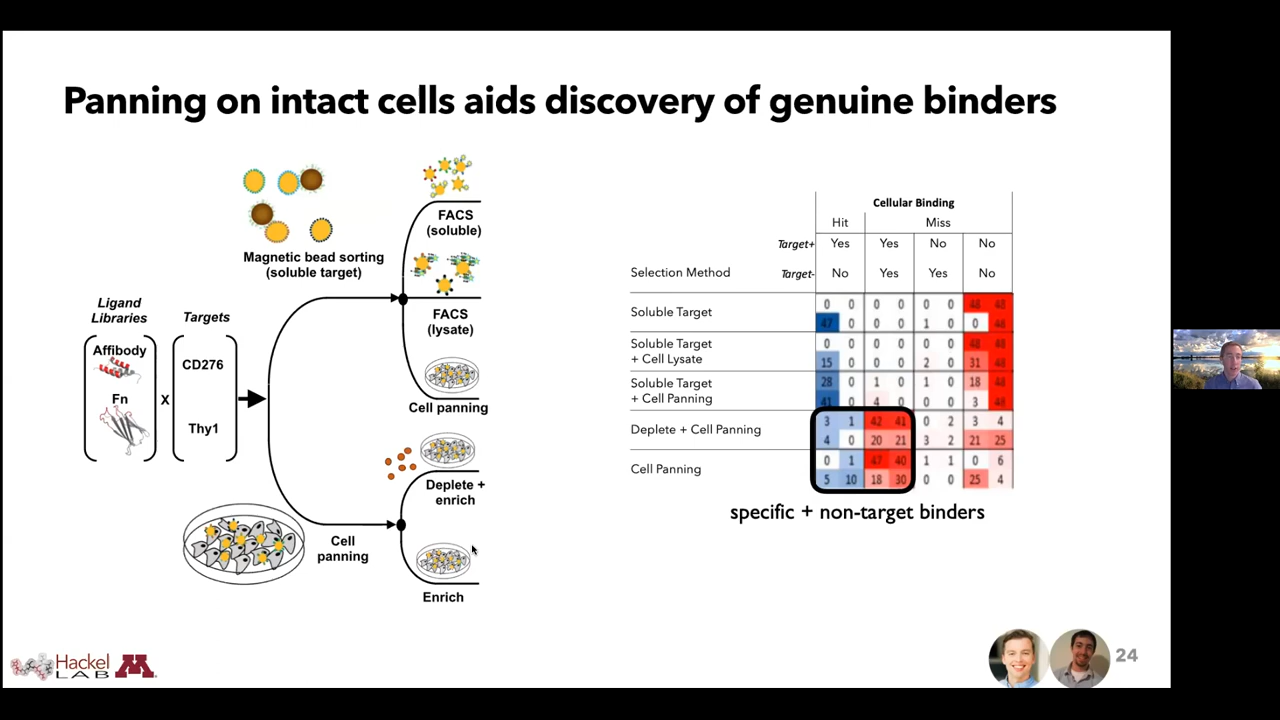 Panning on intact cells aids discovery of genuine binders
Ligand
Libraries
Targets
Affibody
Fn
X
CD276
Thy1
Magnetic bead sorting
(soluble target)
FACS
(soluble)
FACS
(lysate)
Cell panning
Cell
panning
Deplete +
enrich
Enrich
Cellular Binding
Hit Miss
Target+ Yes Yes No No
Selection Method Target- No Yes Yes No
Soluble Target
0 0 0 0 0 0 48 48
47 0 0 0 1 0 0 48
Soluble Target
+ Cell Lysate
0 0 0 0 0 0 48 48
15 0 0 0 2 0 31 48
Soluble Target
+ Cell Panning
28 0 1 0 1 0 18 48
41 0 4 0 0 0 3 48
Deplete + Cell Panning
3 1 42 41 0 2 3 4
4 0 20 21 3 2 21 25
Cell Panning
0 1 47 40 1 1 0 6
5 10 18 30 0 0 25 4
specific + non-target binders
Hackel
LAB
M
24